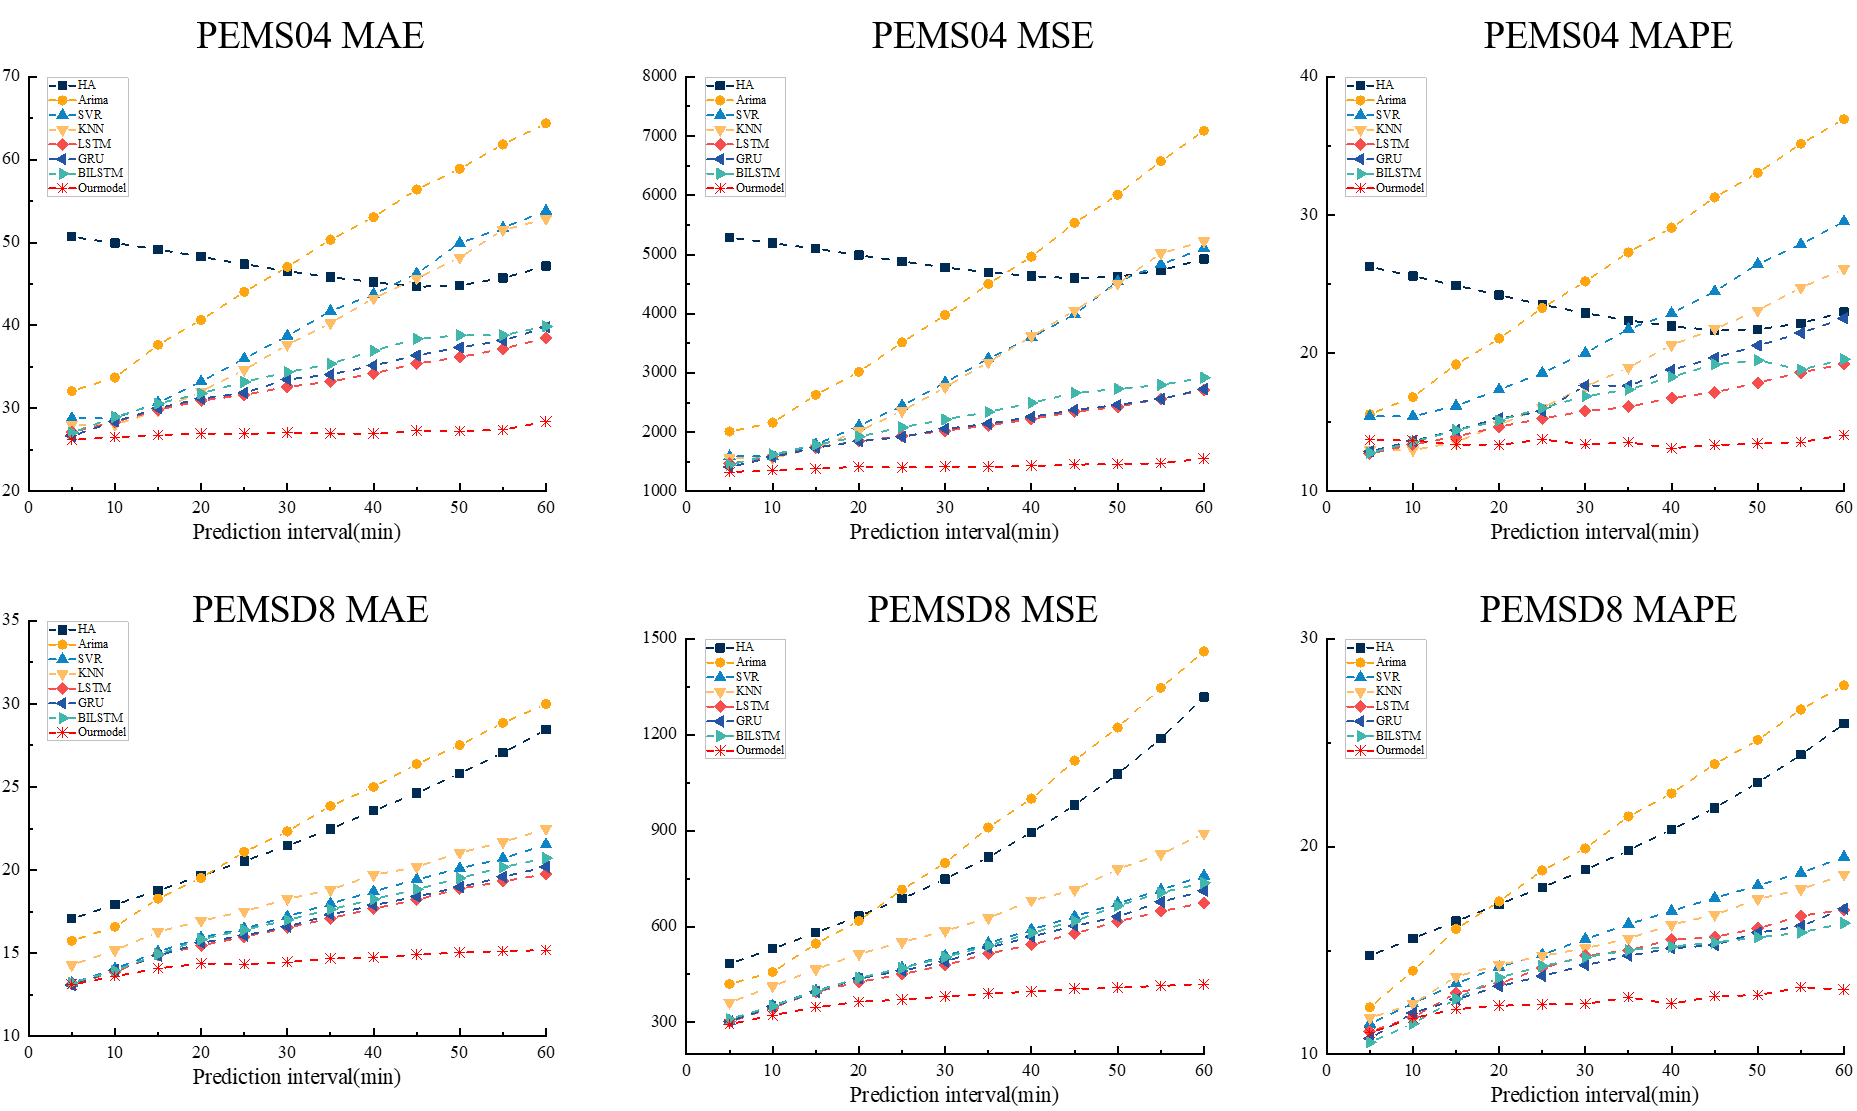 PEMS04 MAE
70
60
50
40
30
20
HA
Arima
SVR
KNN
LSTM
GRU
BILSTM
Ourmodel
0 10 20 30 40 50 60
Prediction interval(min)
PEMS04 MSE
8000
7000
6000
5000
4000
3000
2000
1000
HA
Arima
SVR
KNN
LSTM
GRU
BILSTM
Ourmodel
0 10 20 30 40 50 60
Prediction interval(min)
PEMS04 MAPE
40
30
20
10
HA
Arima
SVR
KNN
LSTM
GRU
BILSTM
Ourmodel
0 10 20 30 40 50 60
Prediction interval(min)
PEMSD8 MAE
35
30
25
20
15
10
HA
Arima
SVR
KNN
LSTM
GRU
BILSTM
Ourmodel
0 10 20 30 40 50 60
Prediction interval(min)
PEMSD8 MSE
1500
1200
900
600
300
HA
Arima
SVR
KNN
LSTM
GRU
BILSTM
Ourmodel
0 10 20 30 40 50 60
Prediction interval(min)
PEMSD8 MAPE
30
20
10
HA
Arima
SVR
KNN
LSTM
GRU
BILSTM
Ourmodel
0 10 20 30 40 50 60
Prediction interval(min)